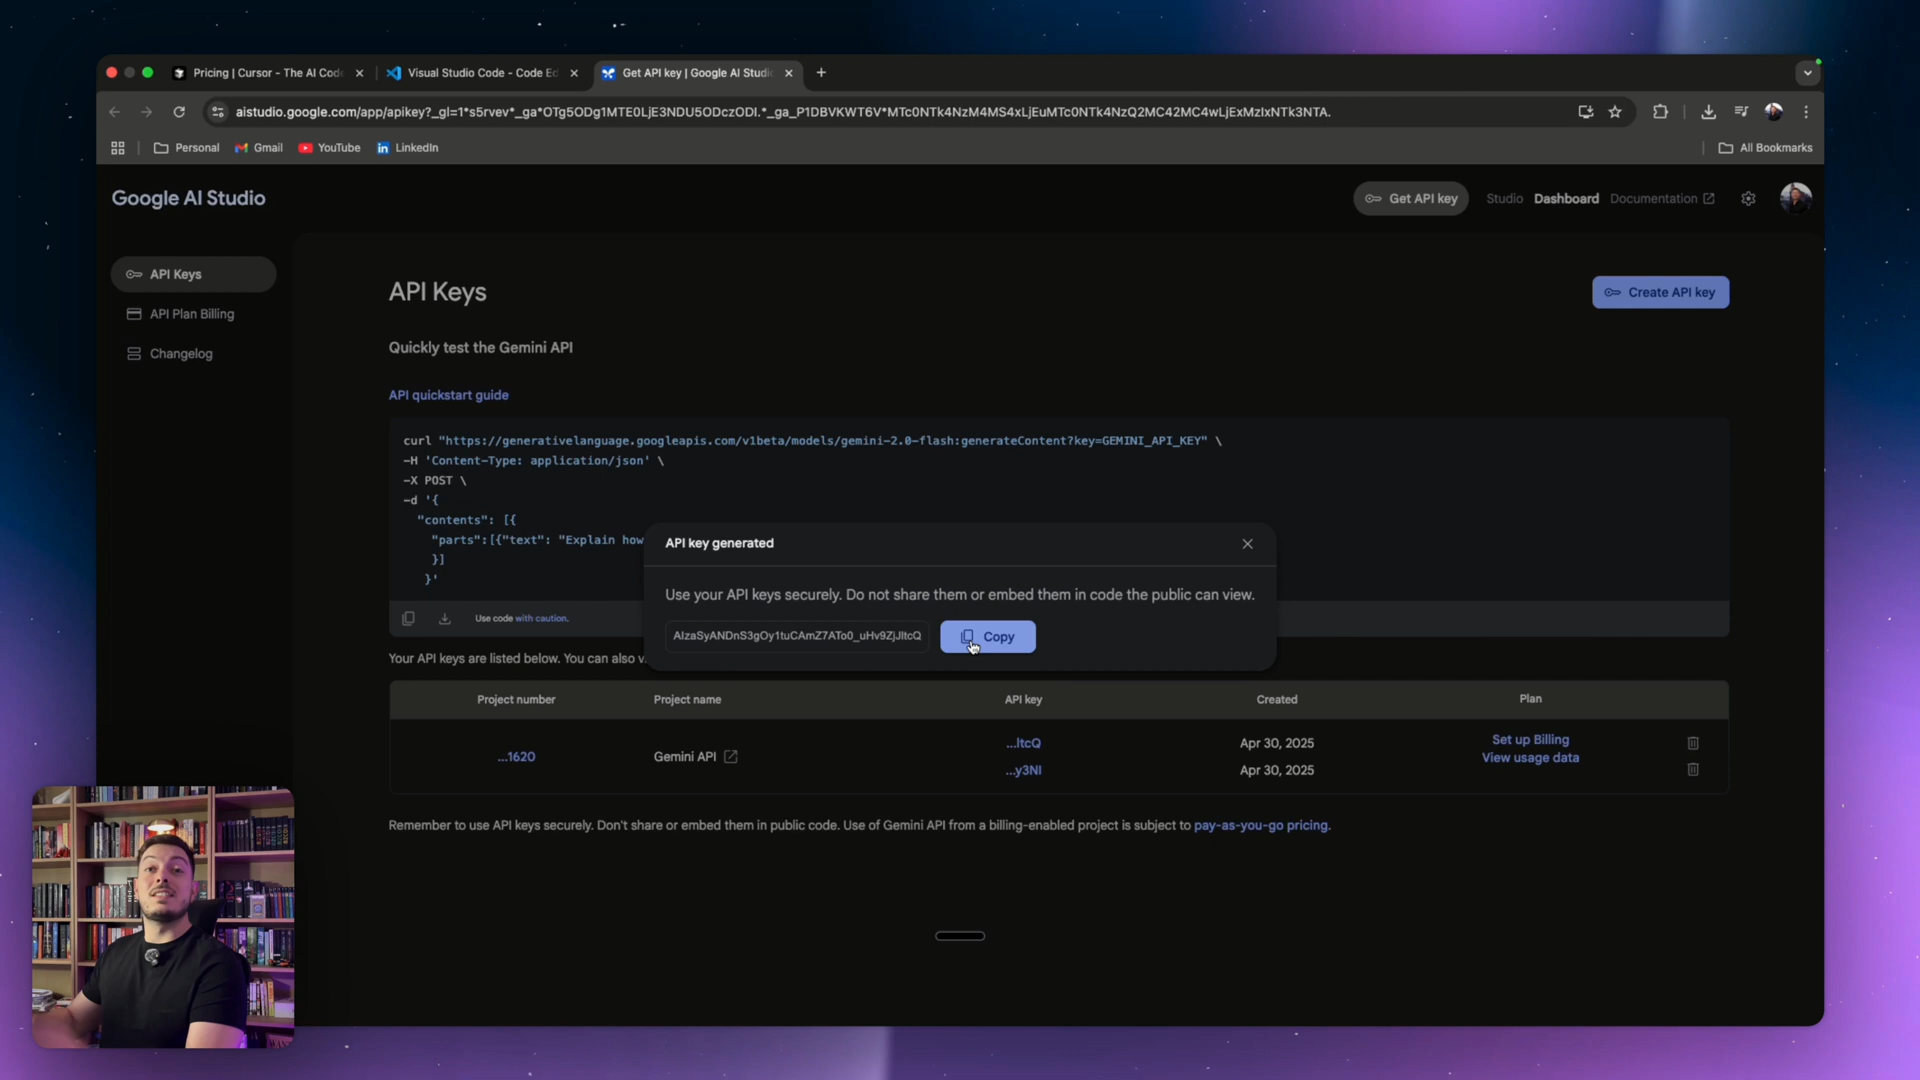 Pricing | Cursor - The AI Code
Visual Studio Code - Code Ed
Get API key | Google AI Studio
aistudio.google.com/app/apikey?_gl=1*s5rvev*_ga*OTg5ODg1MTE0LjE3NDU5ODczODI.*_ga_P1DBVKWT6V*MTc0NTk4NzM4MS4xLjEuMTc0NTk4NzQ2MC42MC4wLjExMzIxNTk3NTA.
Personal
Gmail
YouTube
LinkedIn
All Bookmarks
Google AI Studio
Get API key
Studio
Dashboard
Documentation
API Keys
API Plan Billing
Changelog
API Keys
Create API key
Quickly test the Gemini API
API quickstart guide
curl "https://generativelanguage.googleapis.com/v1beta/models/gemini-2.0-flash:generateContent?key=GEMINI_API_KEY" \
-H 'Content-Type: application/json' \
-X POST \
-d '{
"contents": [{
"parts":[{"text": "Explain how
}]
}'
Use code with caution.
API key generated
Use your API keys securely. Do not share them or embed them in code the public can view.
Copy
Your API keys are listed below. You can also v
Project number
Project name
API key
Created
Plan
...1620
Gemini API
...ltcQ
Apr 30, 2025
Set up Billing
View usage data
...y3NI
Apr 30, 2025
Remember to use API keys securely. Don't share or embed them in public code. Use of Gemini API from a billing-enabled project is subject to pay-as-you-go pricing.